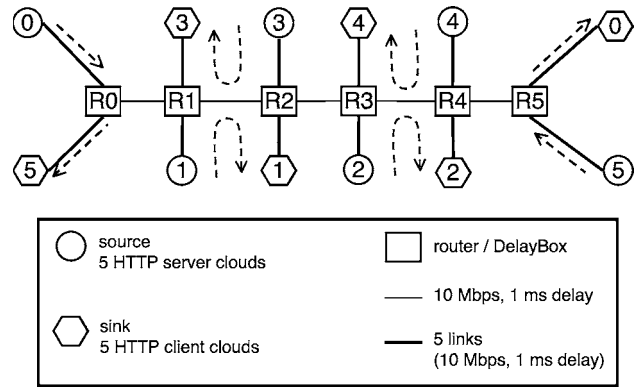 0 3 3 4 4 0
R0 R1 R2 R3 R4 R5
5 1 1 2 2 5
source
5 HTTP server clouds
router / DelayBox
10 Mbps, 1 ms delay
sink
5 HTTP client clouds
5 links
(10 Mbps, 1 ms delay)